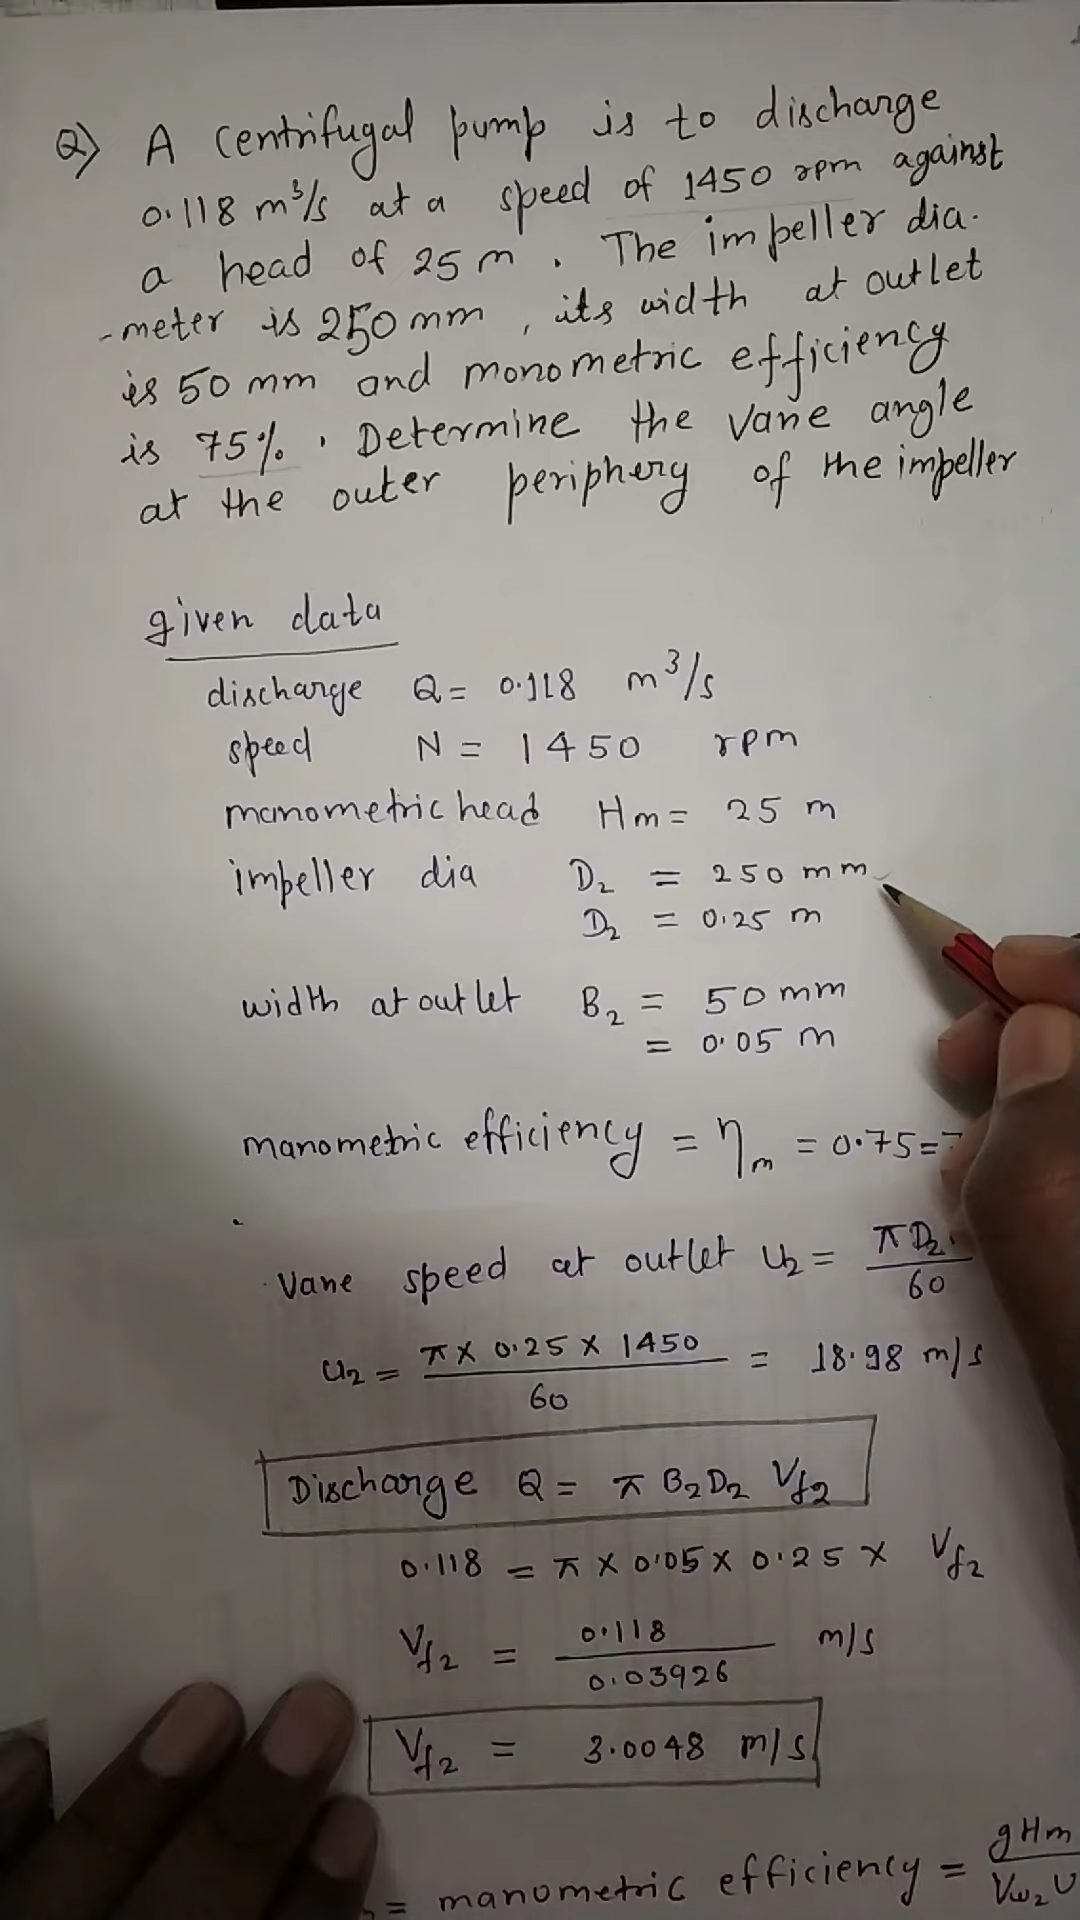 Q) A centrifugal pump is to discharge
0.118 m³/s at a speed of 1450 rpm against
a head of 25 m . The impeller dia-
-meter is 250 mm , its width at outlet
is 50 mm and monometric efficiency
is 75% . Determine the vane angle
at the outer periphery of the impeller
given data
discharge Q = 0.118 m³/s
speed N = 1450 rpm
manometric head Hm = 25 m
impeller dia D₂ = 250 mm
D₂ = 0.25 m
width at outlet B₂ = 50 mm
= 0.05 m
manometric efficiency = ηm = 0.75 =
Vane speed at outlet u₂ = πD₂ / 60
u₂ = π × 0.25 × 1450 / 60 = 18.98 m/s
Discharge Q = π B₂ D₂ Vf₂
0.118 = π × 0.05 × 0.25 × Vf₂
Vf₂ = 0.118 / 0.03926 m/s
Vf₂ = 3.0048 m/s
= manometric efficiency = gHm / Vw₂ U